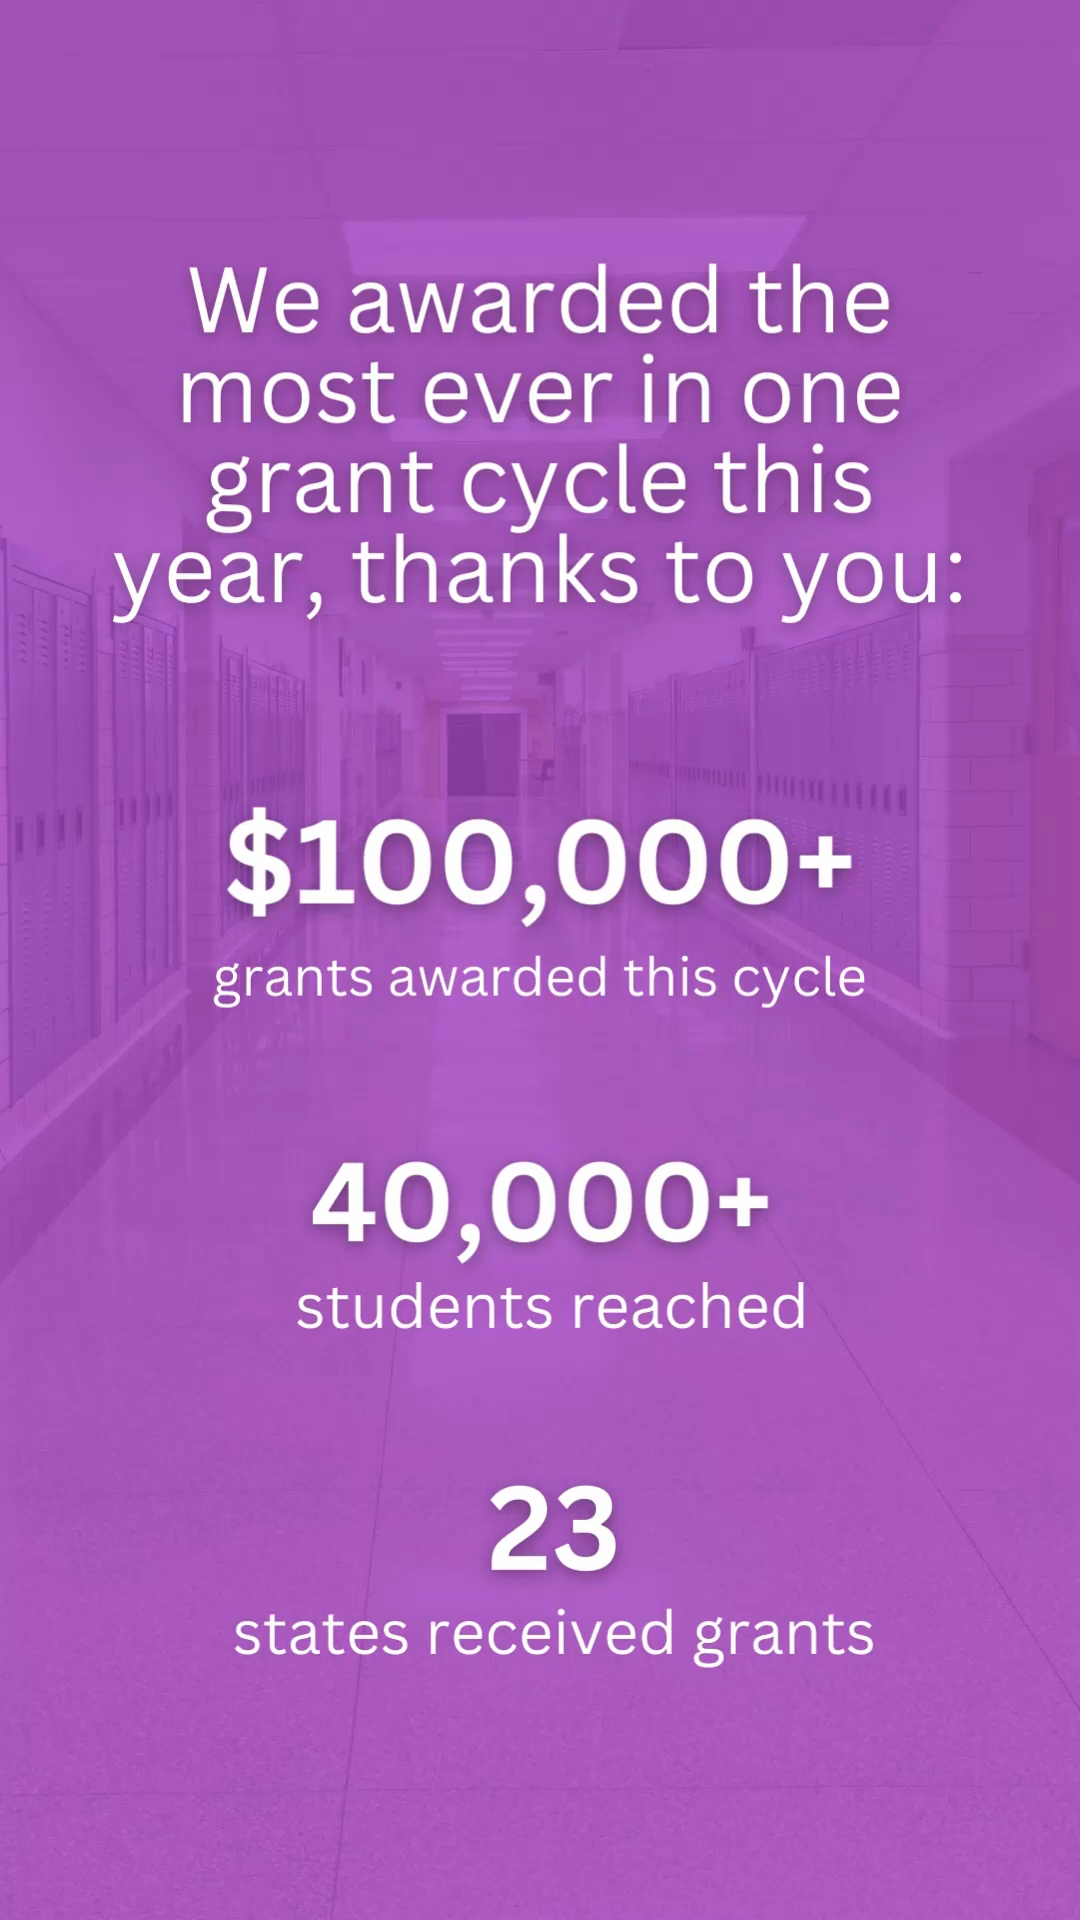 We awarded the
most ever in one
grant cycle this
year, thanks to you:
$100,000+
grants awarded this cycle
40,000+
students reached
23
states received grants